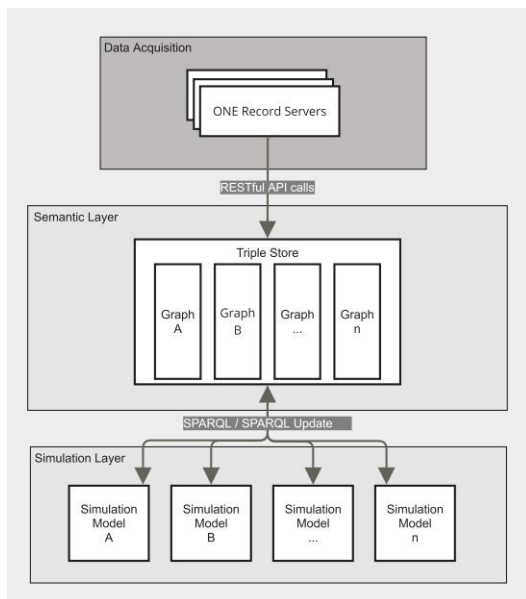 Data Acquisition
ONE Record Servers
RESTful API calls
Semantic Layer
Triple Store
Graph
A
Graph
B
Graph
...
Graph
n
SPARQL / SPARQL Update
Simulation Layer
Simulation
Model
A
Simulation
Model
B
Simulation
Model
...
Simulation
Model
n